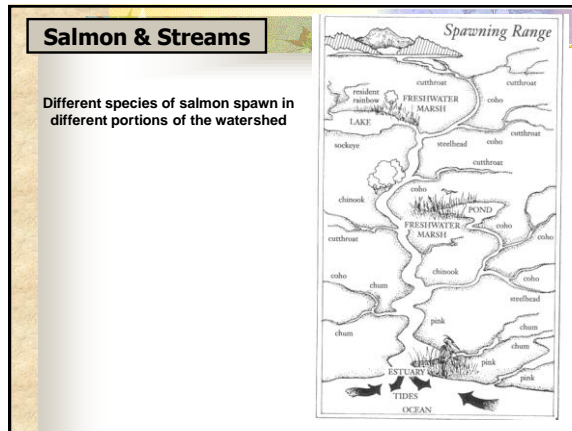 Salmon & Streams
Different species of salmon spawn in
different portions of the watershed
Spawning Range
cutthroat
cutthroat
resident
rainbow
FRESHWATER
MARSH
coho
LAKE
cutthroat
sockeye
steelhead
coho
cutthroat
coho
chinook
POND
FRESHWATER
MARSH
coho
coho
cutthroat
chinook
coho
coho
chum
steelhead
pink
chum
chum
chum
pink
ESTUARY
pink
TIDES
OCEAN